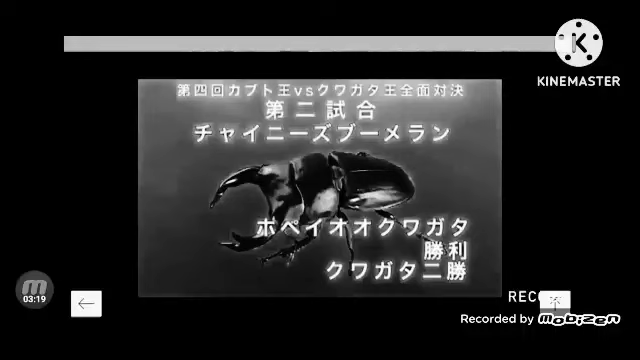 K
KINEMASTER
第四回カブト王vsクワガタ王全面対決
第二試合
チャイニーズブーメラン
ホペイオオクワガタ
勝利
クワガタ二勝
m
03:19
Recorded by mobizen